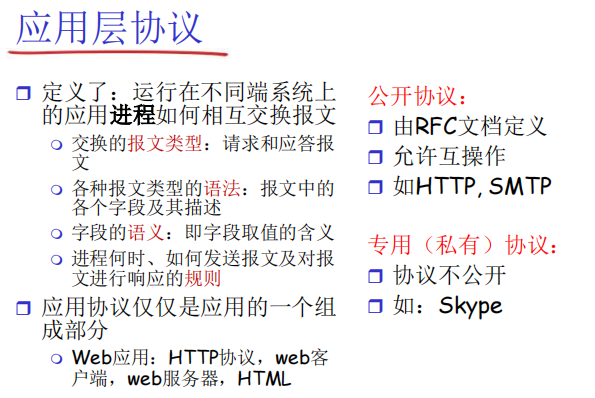 应用层协议
定义了：运行在不同端系统上
的应用进程如何相互交换报文
交换的报文类型：请求和应答报
文
各种报文类型的语法：报文中的
各个字段及其描述
字段的语义：即字段取值的含义
进程何时、如何发送报文及对报
文进行响应的规则
应用协议仅仅是应用的一个组
成部分
Web应用：HTTP协议，web客
户端，web服务器，HTML
公开协议：
由RFC文档定义
允许互操作
如HTTP, SMTP
专用（私有）协议：
协议不公开
如：Skype